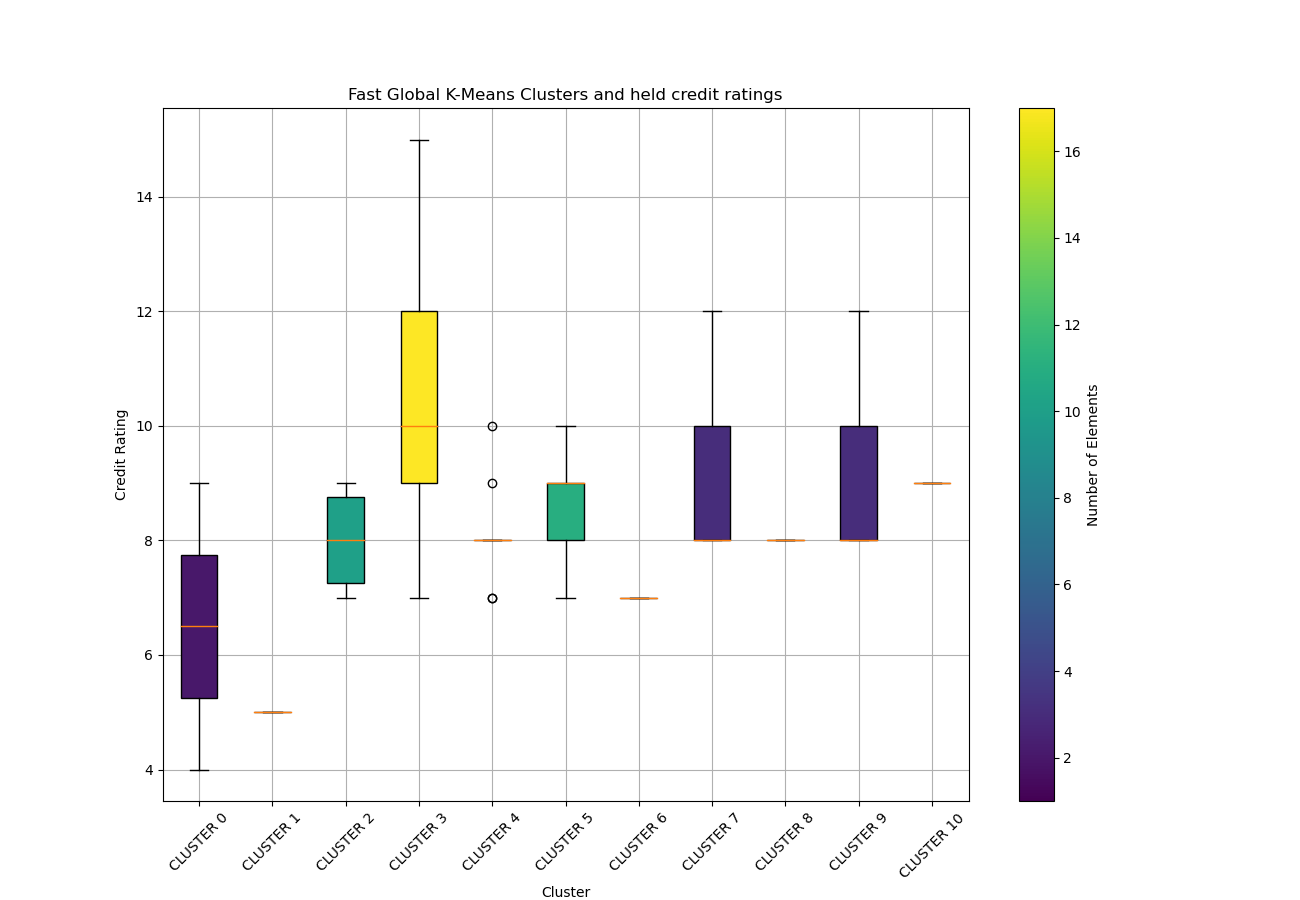 Fast Global K-Means Clusters and held credit ratings
Credit Rating
14
12
10
8
6
4
CLUSTER 0
CLUSTER 1
CLUSTER 2
CLUSTER 3
CLUSTER 4
CLUSTER 5
CLUSTER 6
CLUSTER 7
CLUSTER 8
CLUSTER 9
CLUSTER 10
Cluster
16
14
12
10
8
6
4
2
Number of Elements